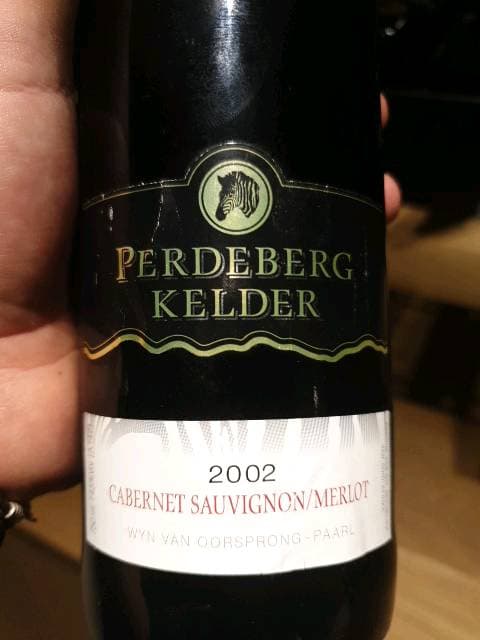 PERDEBERG
KELDER
2002
CABERNET SAUVIGNON/MERLOT
WYN VAN OORSPRONG - PAARL